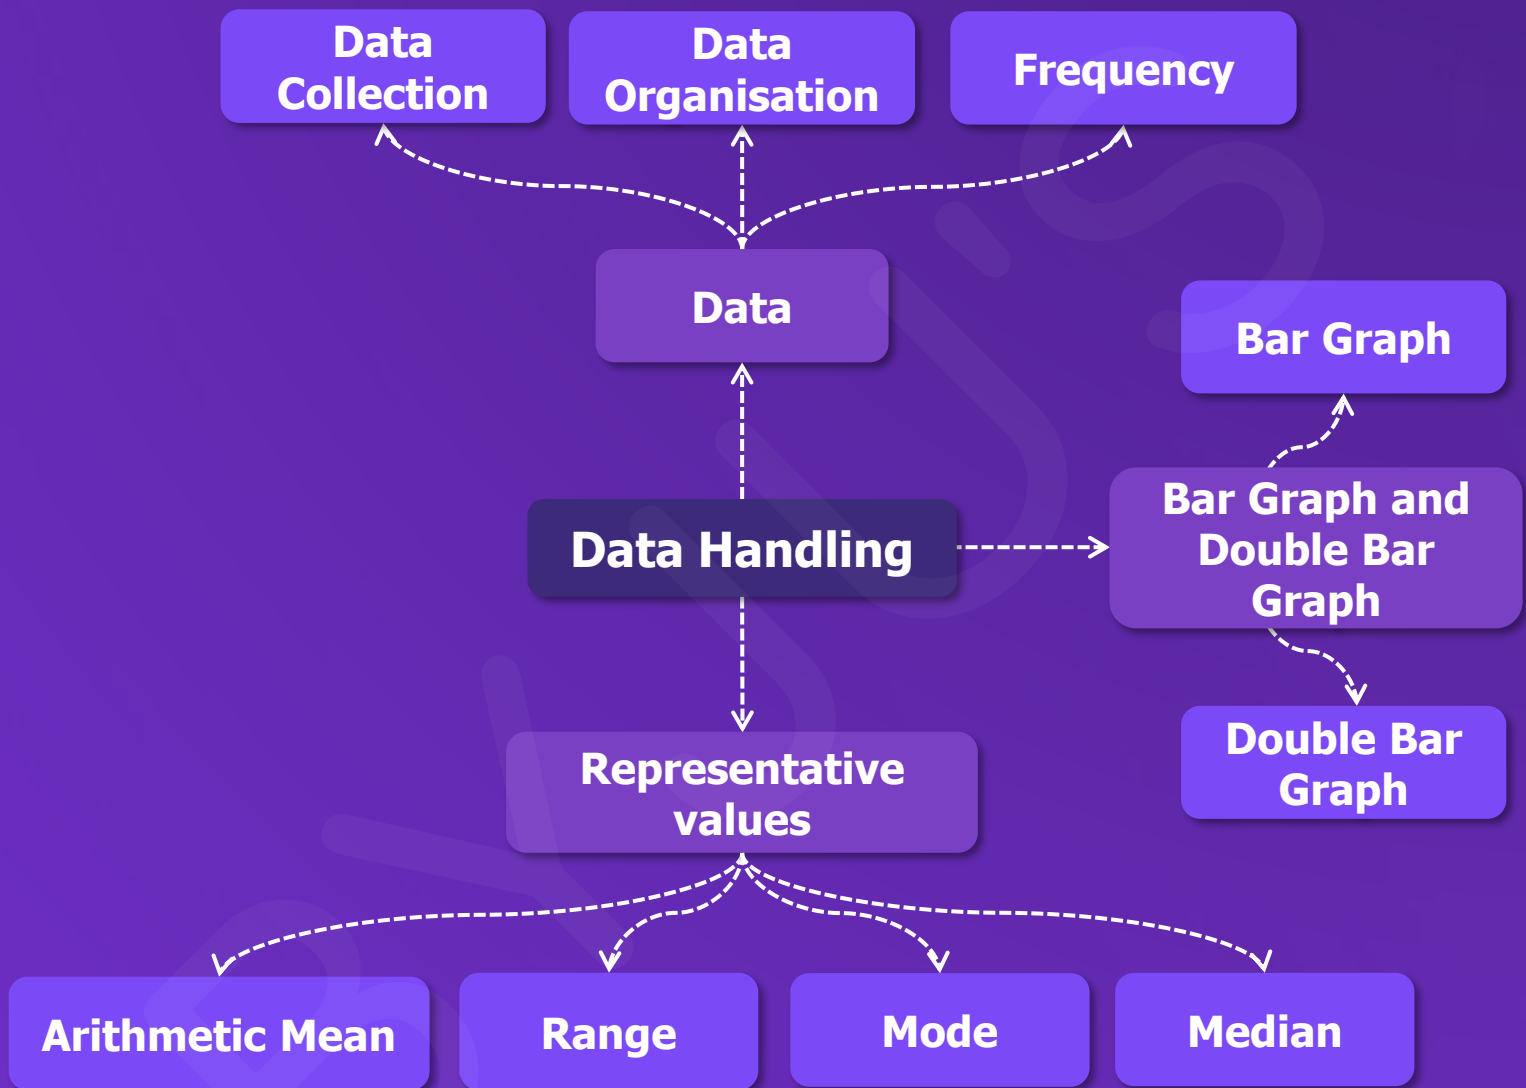 Data
Collection
Data
Organisation
Frequency
Data
Bar Graph
Bar Graph and
Double Bar
Graph
Data Handling
Double Bar
Graph
Representative
values
Arithmetic Mean
Range
Mode
Median
BYJU'S